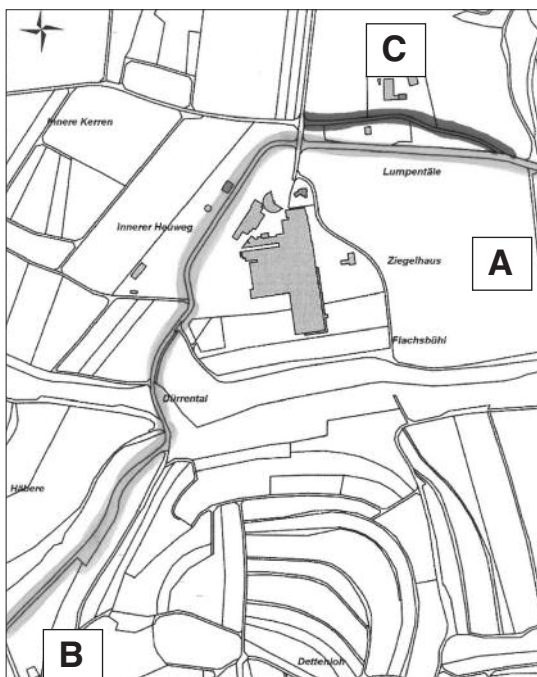 C
Innere Kerren
Lumpentäle
Innerer Heuweg
Ziegelhaus
A
Flachsbühl
Dürrental
Häbere
B
Dettenloh